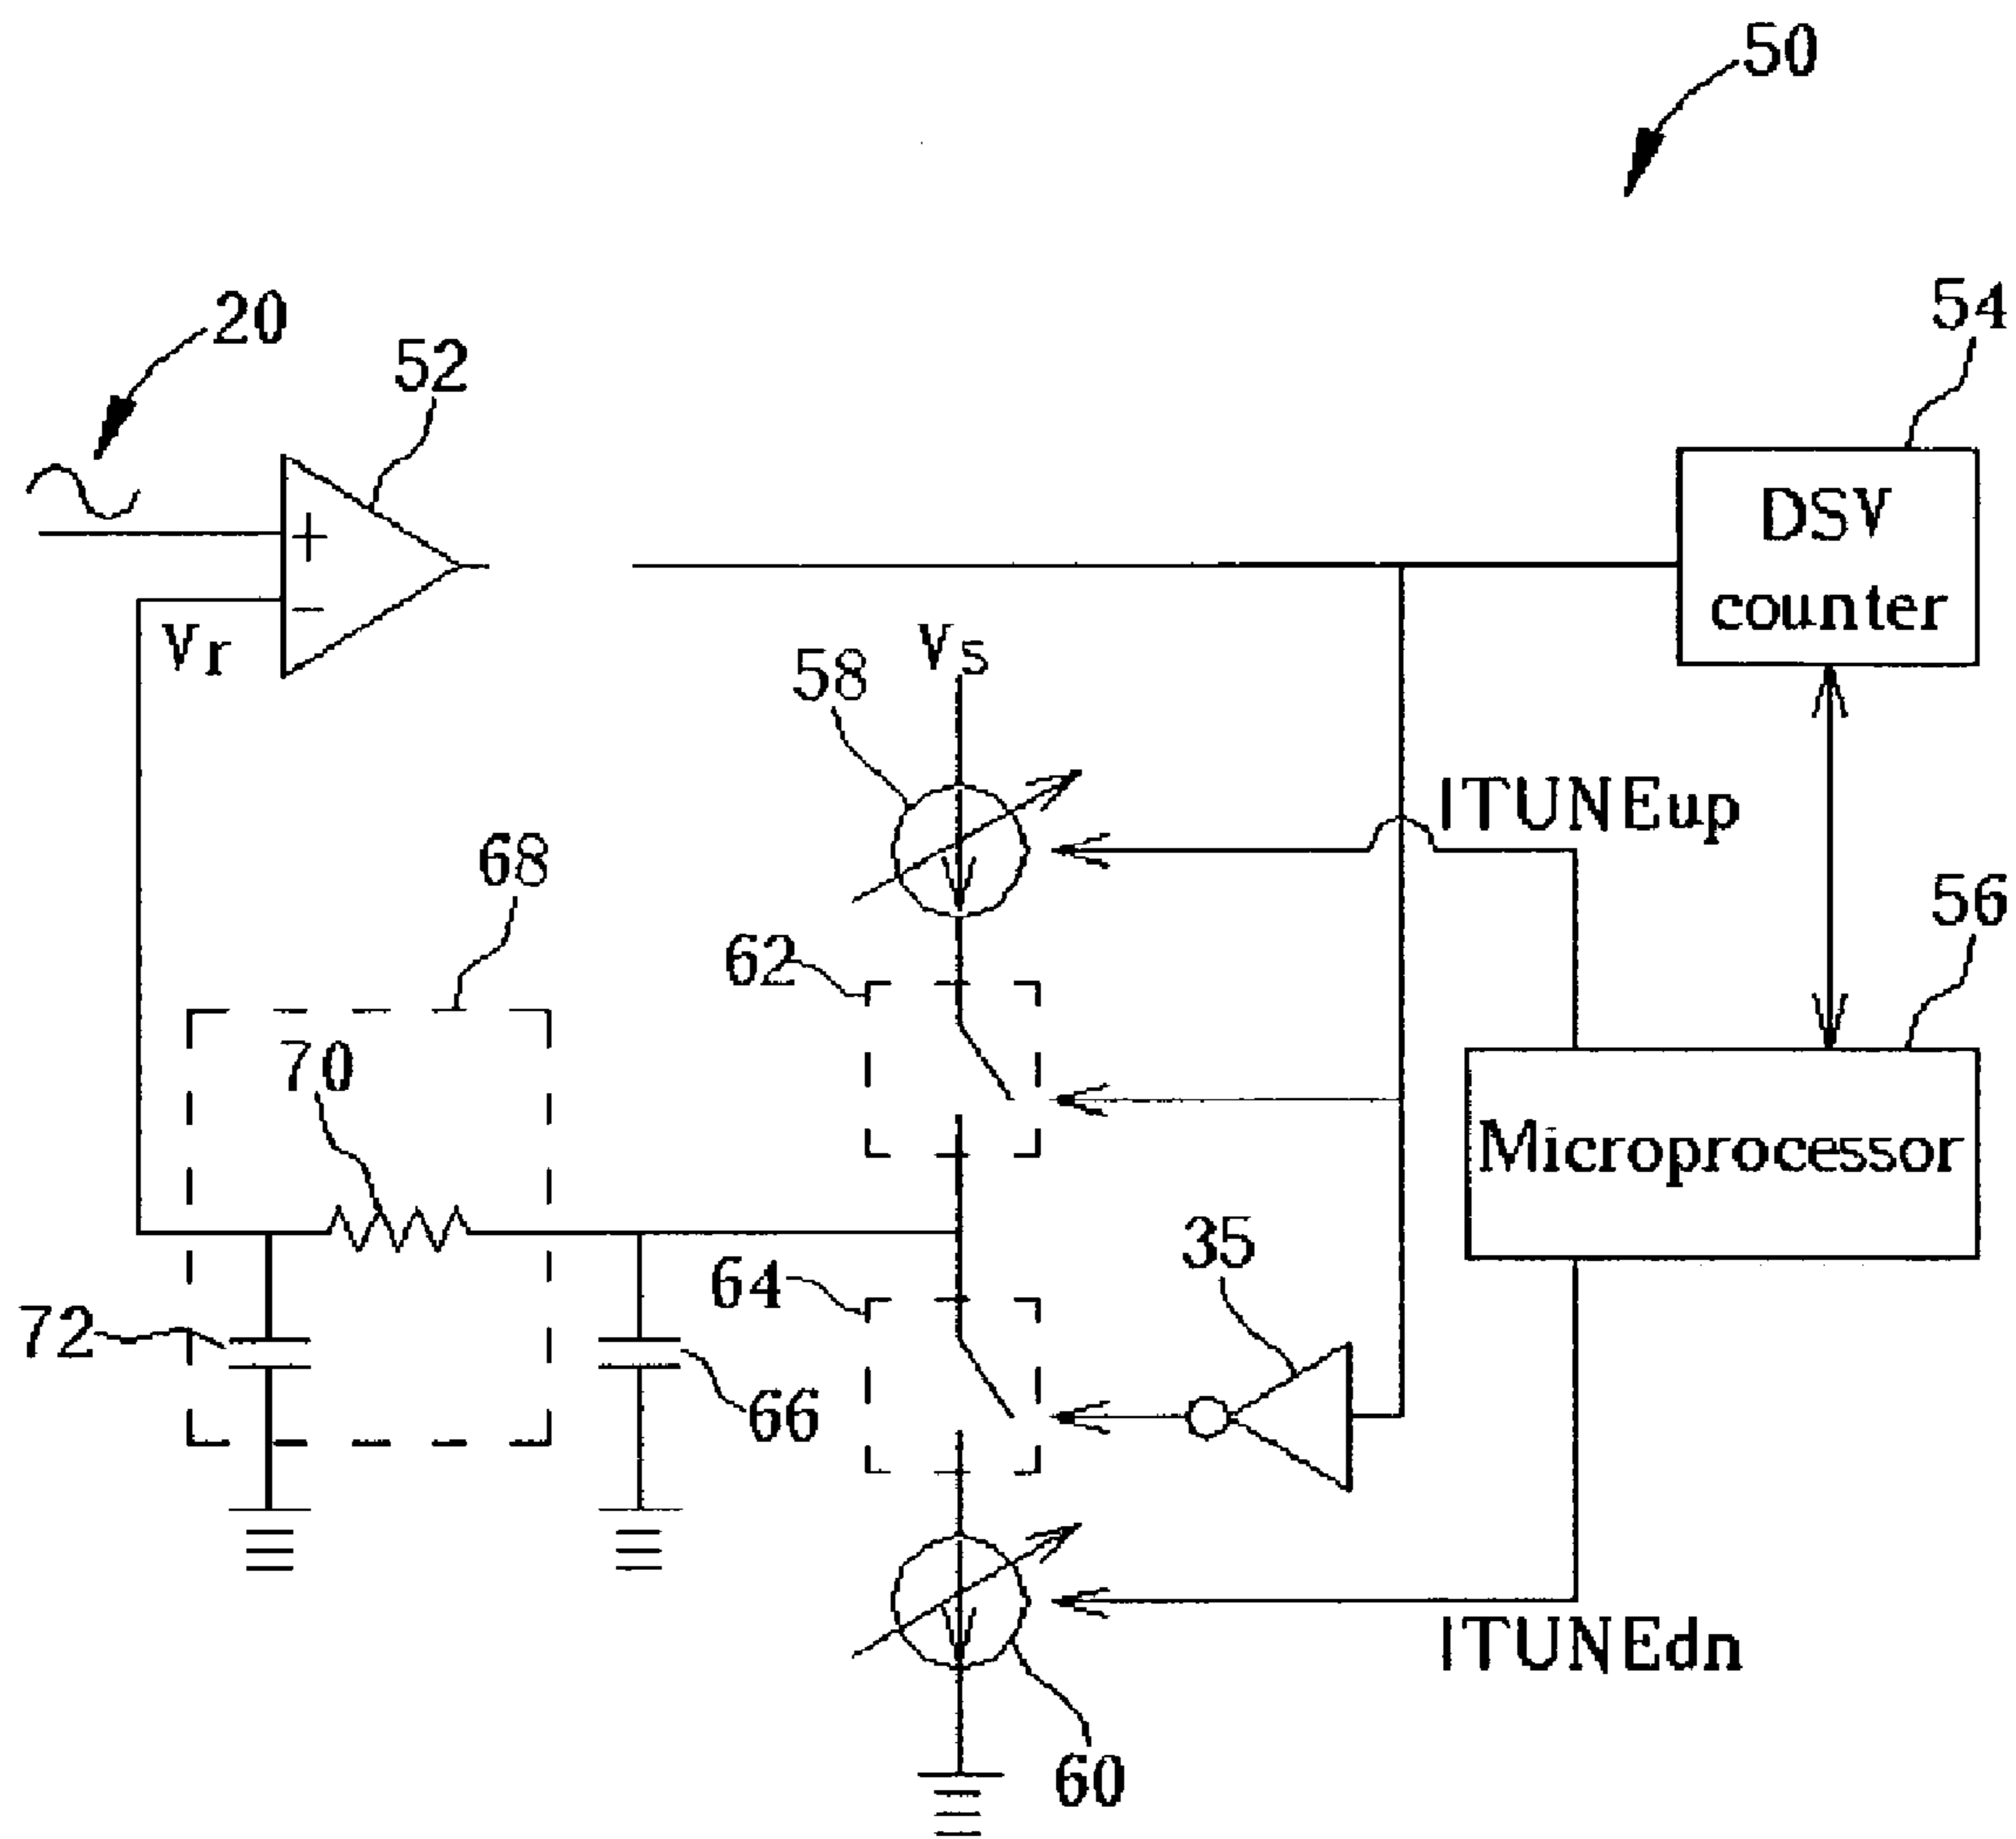 50
20
52
54
DSV
counter
Vr
Vs
58
ITUNEup
68
62
56
70
Microprocessor
35
64
72
66
ITUNEdn
60
+
−